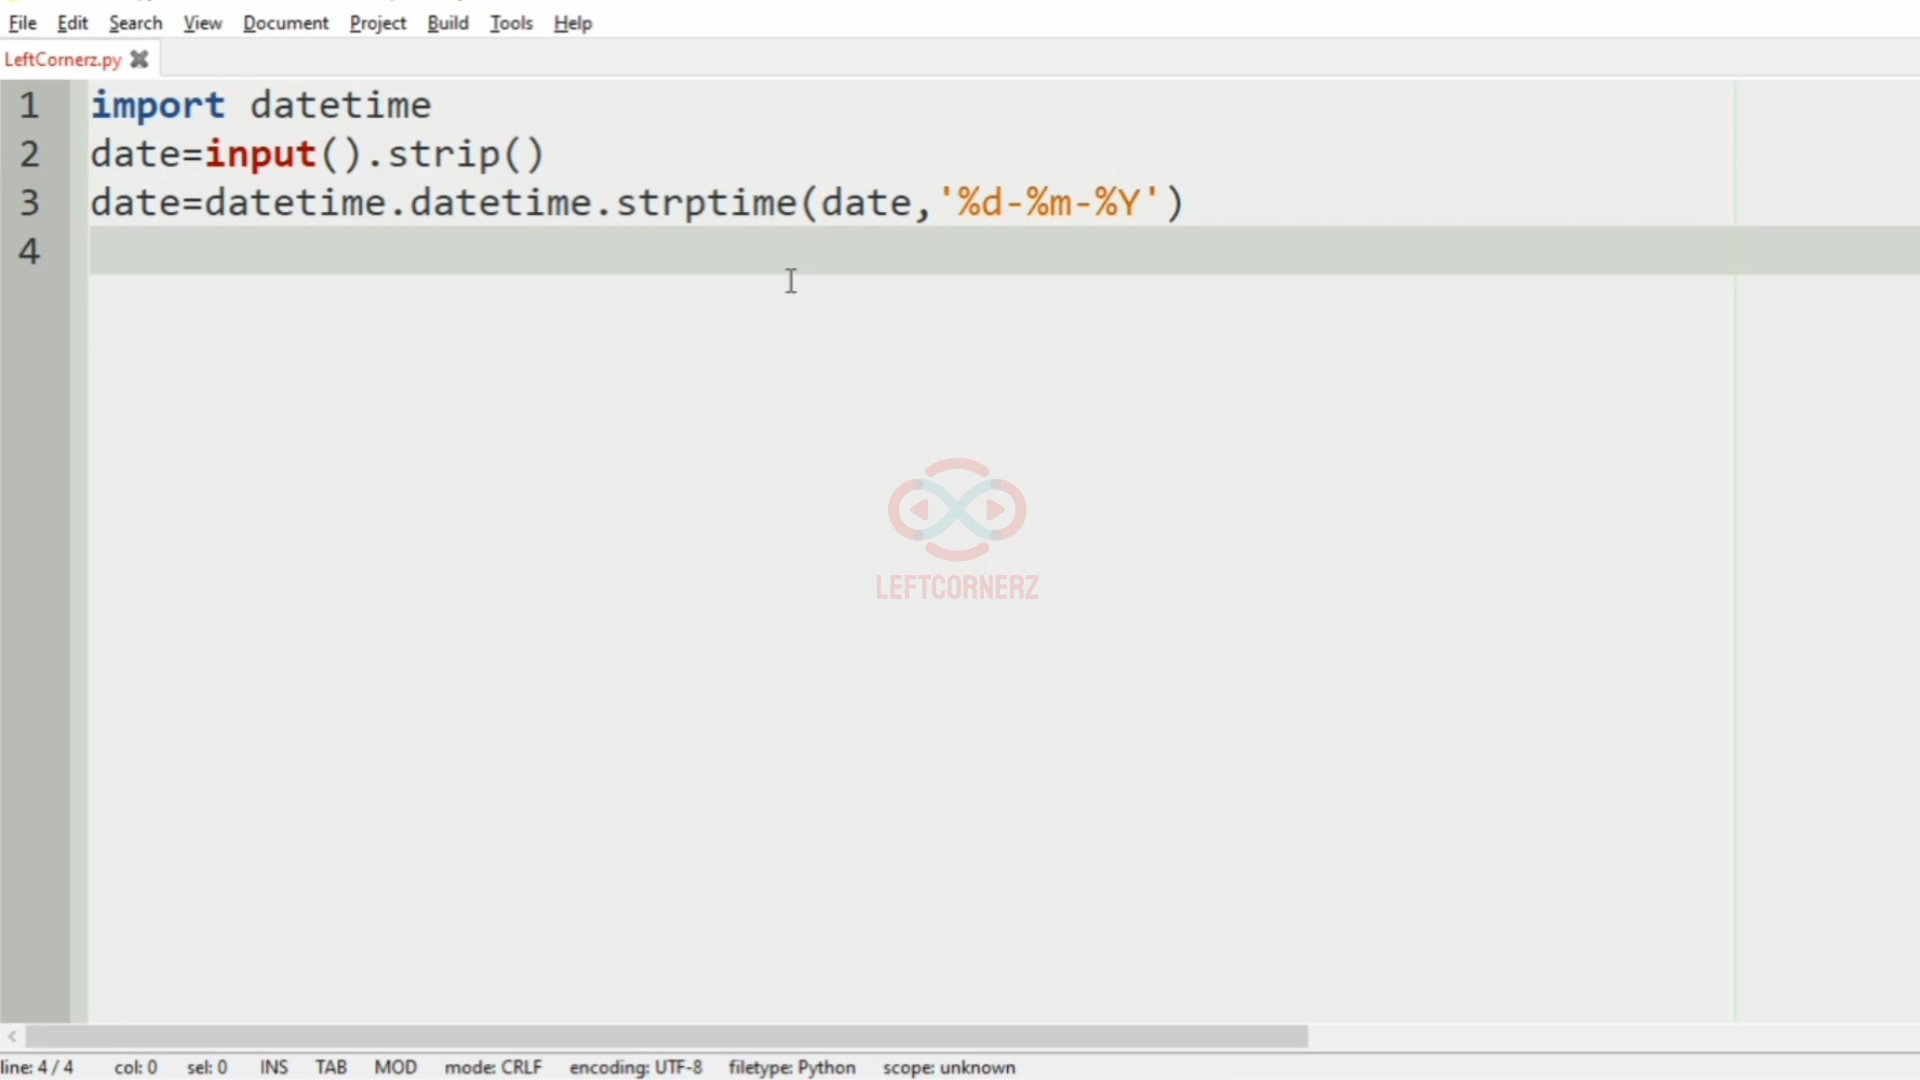 File Edit Search View Document Project Build Tools Help
LeftCornerz.py
1 import datetime
2 date=input().strip()
3 date=datetime.datetime.strptime(date,'%d-%m-%Y')
4
LEFTCORNERZ
line: 4 / 4 col: 0 sel: 0 INS TAB MOD mode: CRLF encoding: UTF-8 filetype: Python scope: unknown